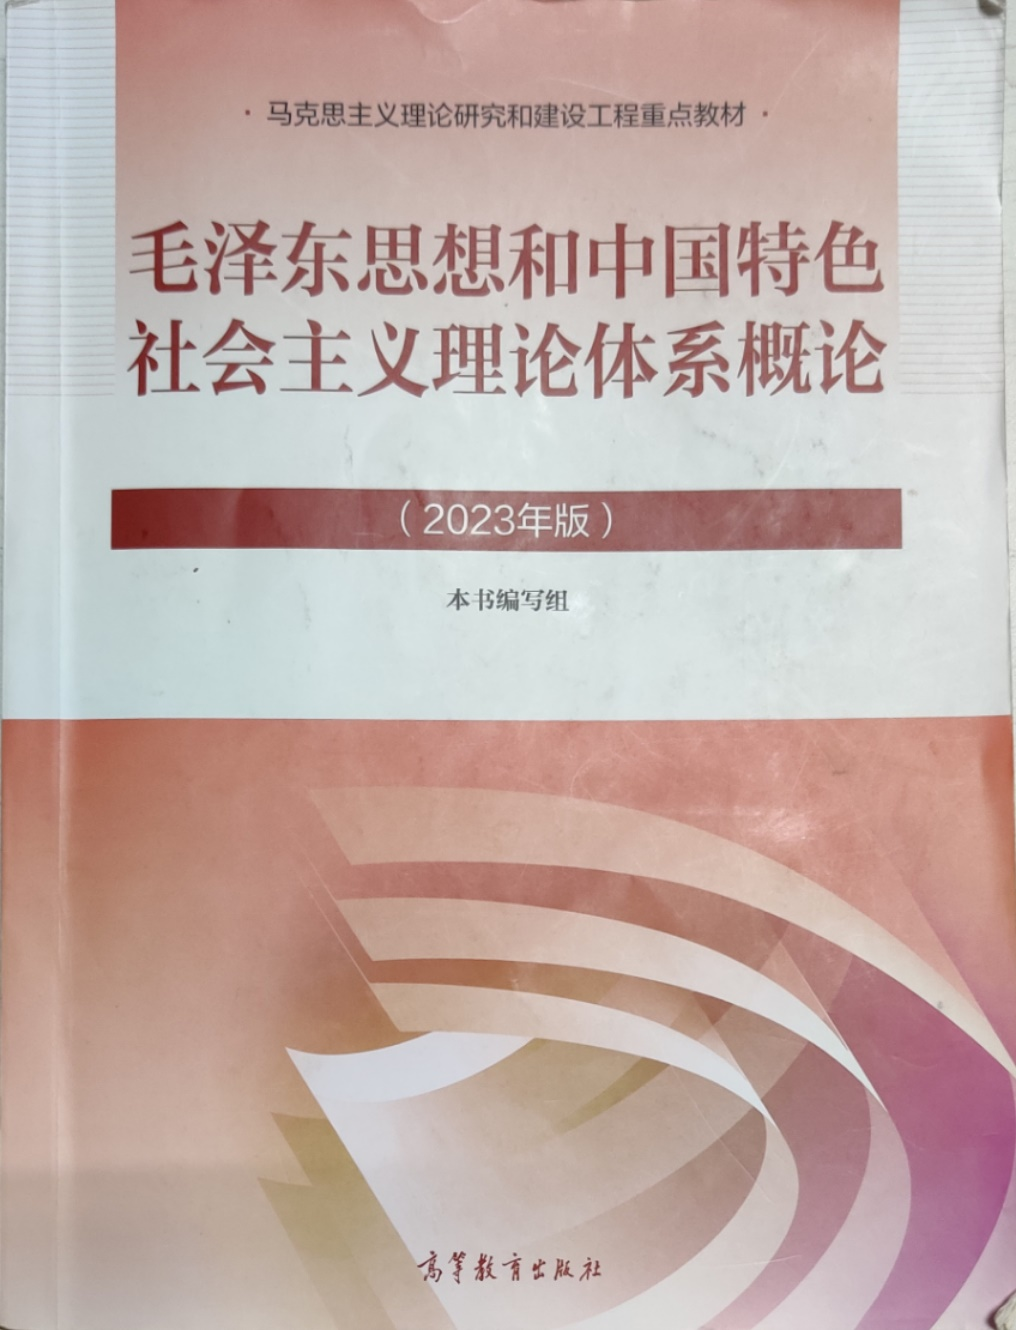 · 马克思主义理论研究和建设工程重点教材 ·
毛泽东思想和中国特色
社会主义理论体系概论
（2023年版）
本书编写组
高等教育出版社